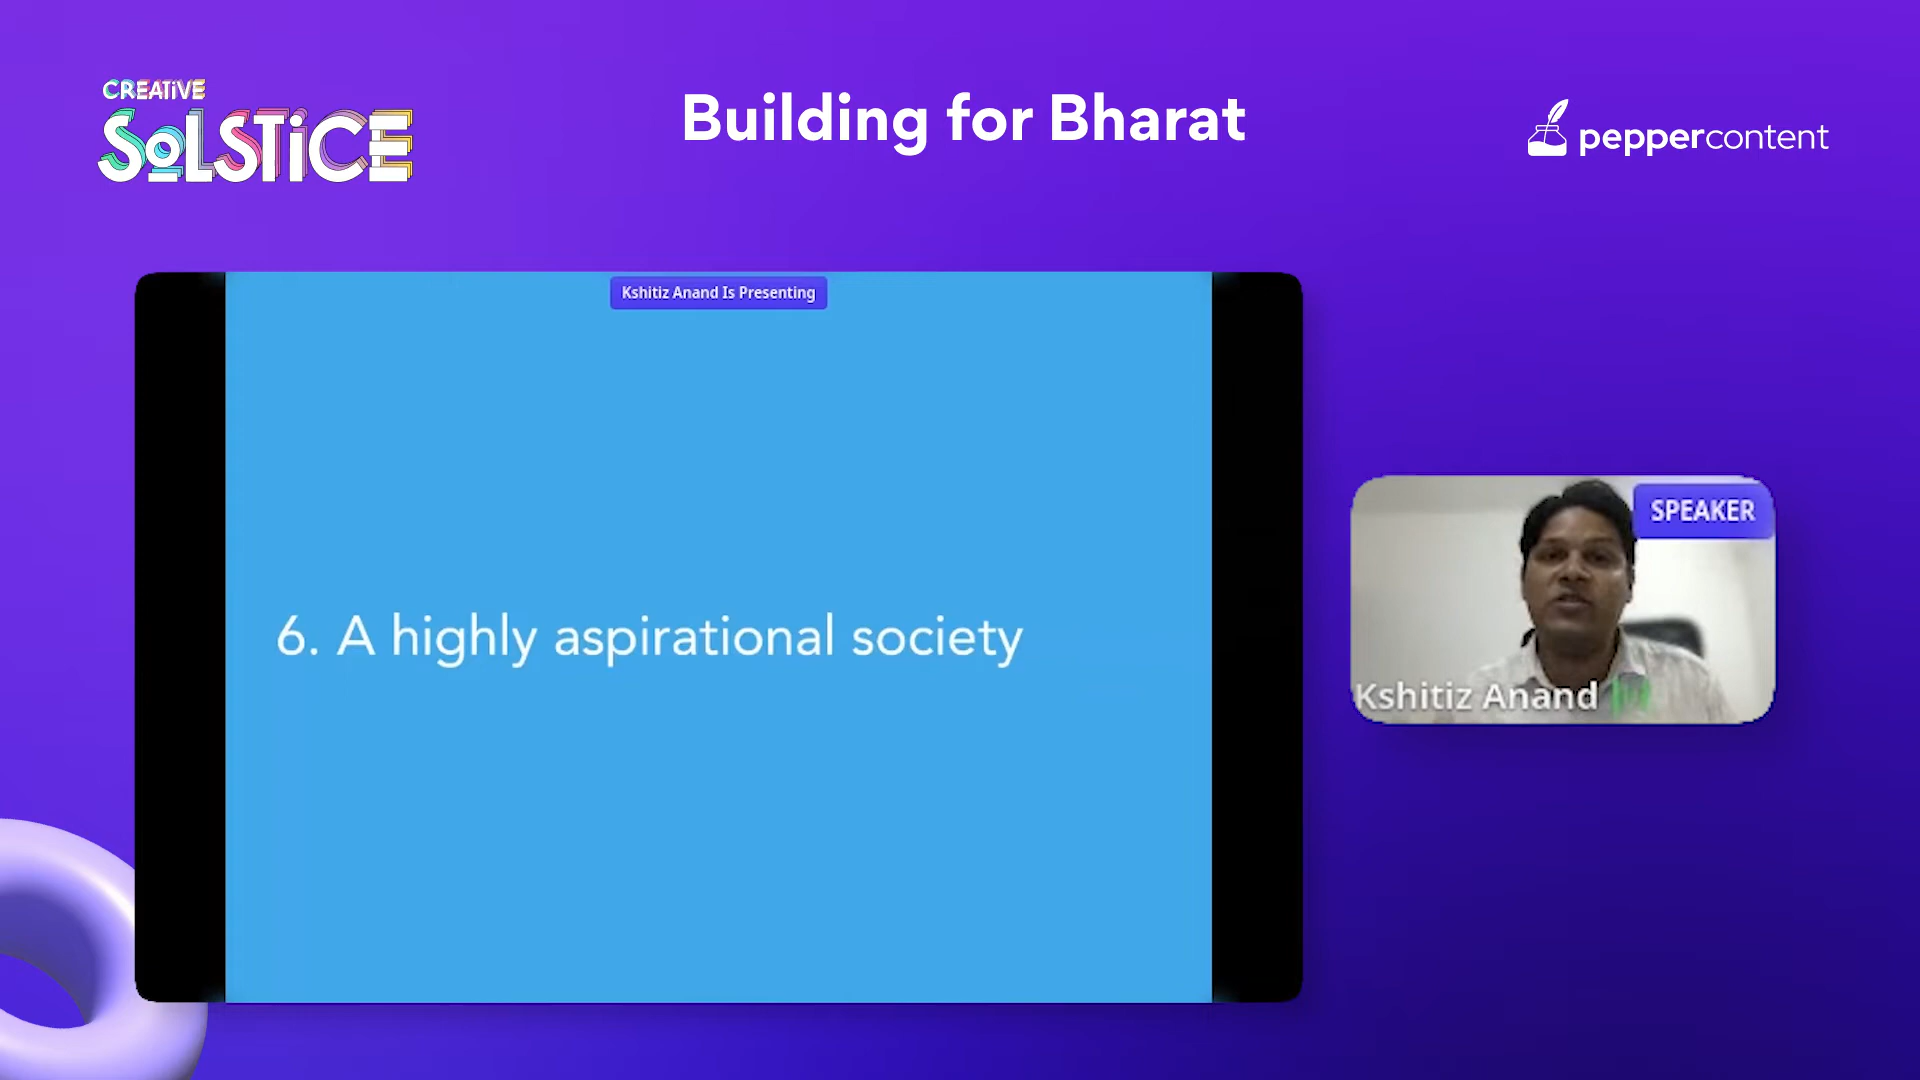 CREATiVE
SoLSTiCE
Building for Bharat
peppercontent
Kshitiz Anand Is Presenting
6. A highly aspirational society
SPEAKER
Kshitiz Anand